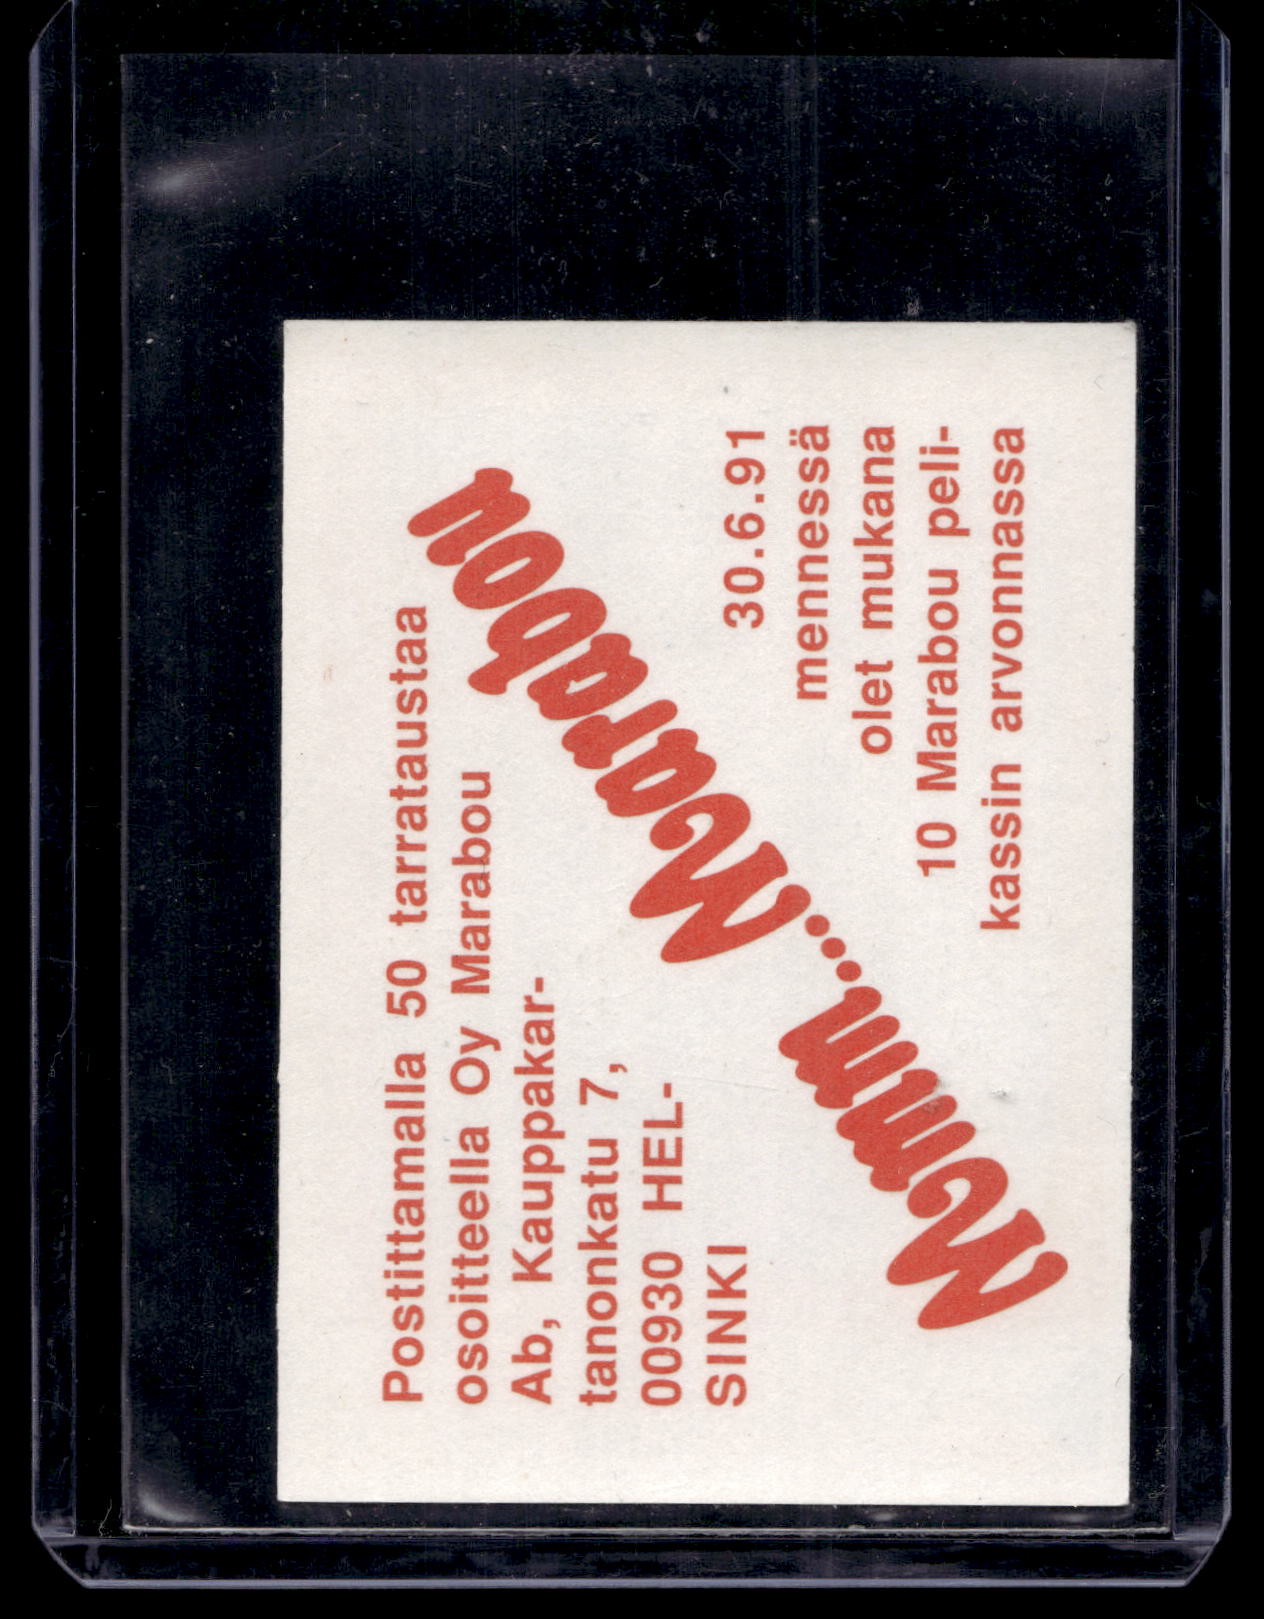 Postittamalla 50 tarrataustaa
osoitteella Oy Marabou
Ab, Kauppakar-
tanonkatu 7,
00930 HEL-
SINKI
Mmmm...Marabou
30.6.91
mennessä
olet mukana
10 Marabou peli-
kassin arvonnassa